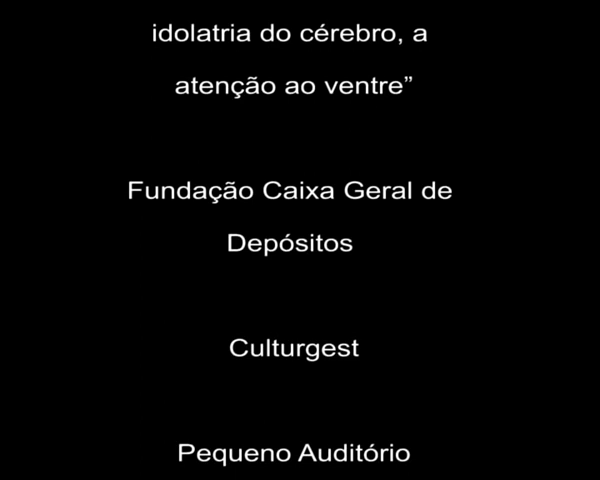 idolatria do cérebro, a
atenção ao ventre”
Fundação Caixa Geral de
Depósitos
Culturgest
Pequeno Auditório